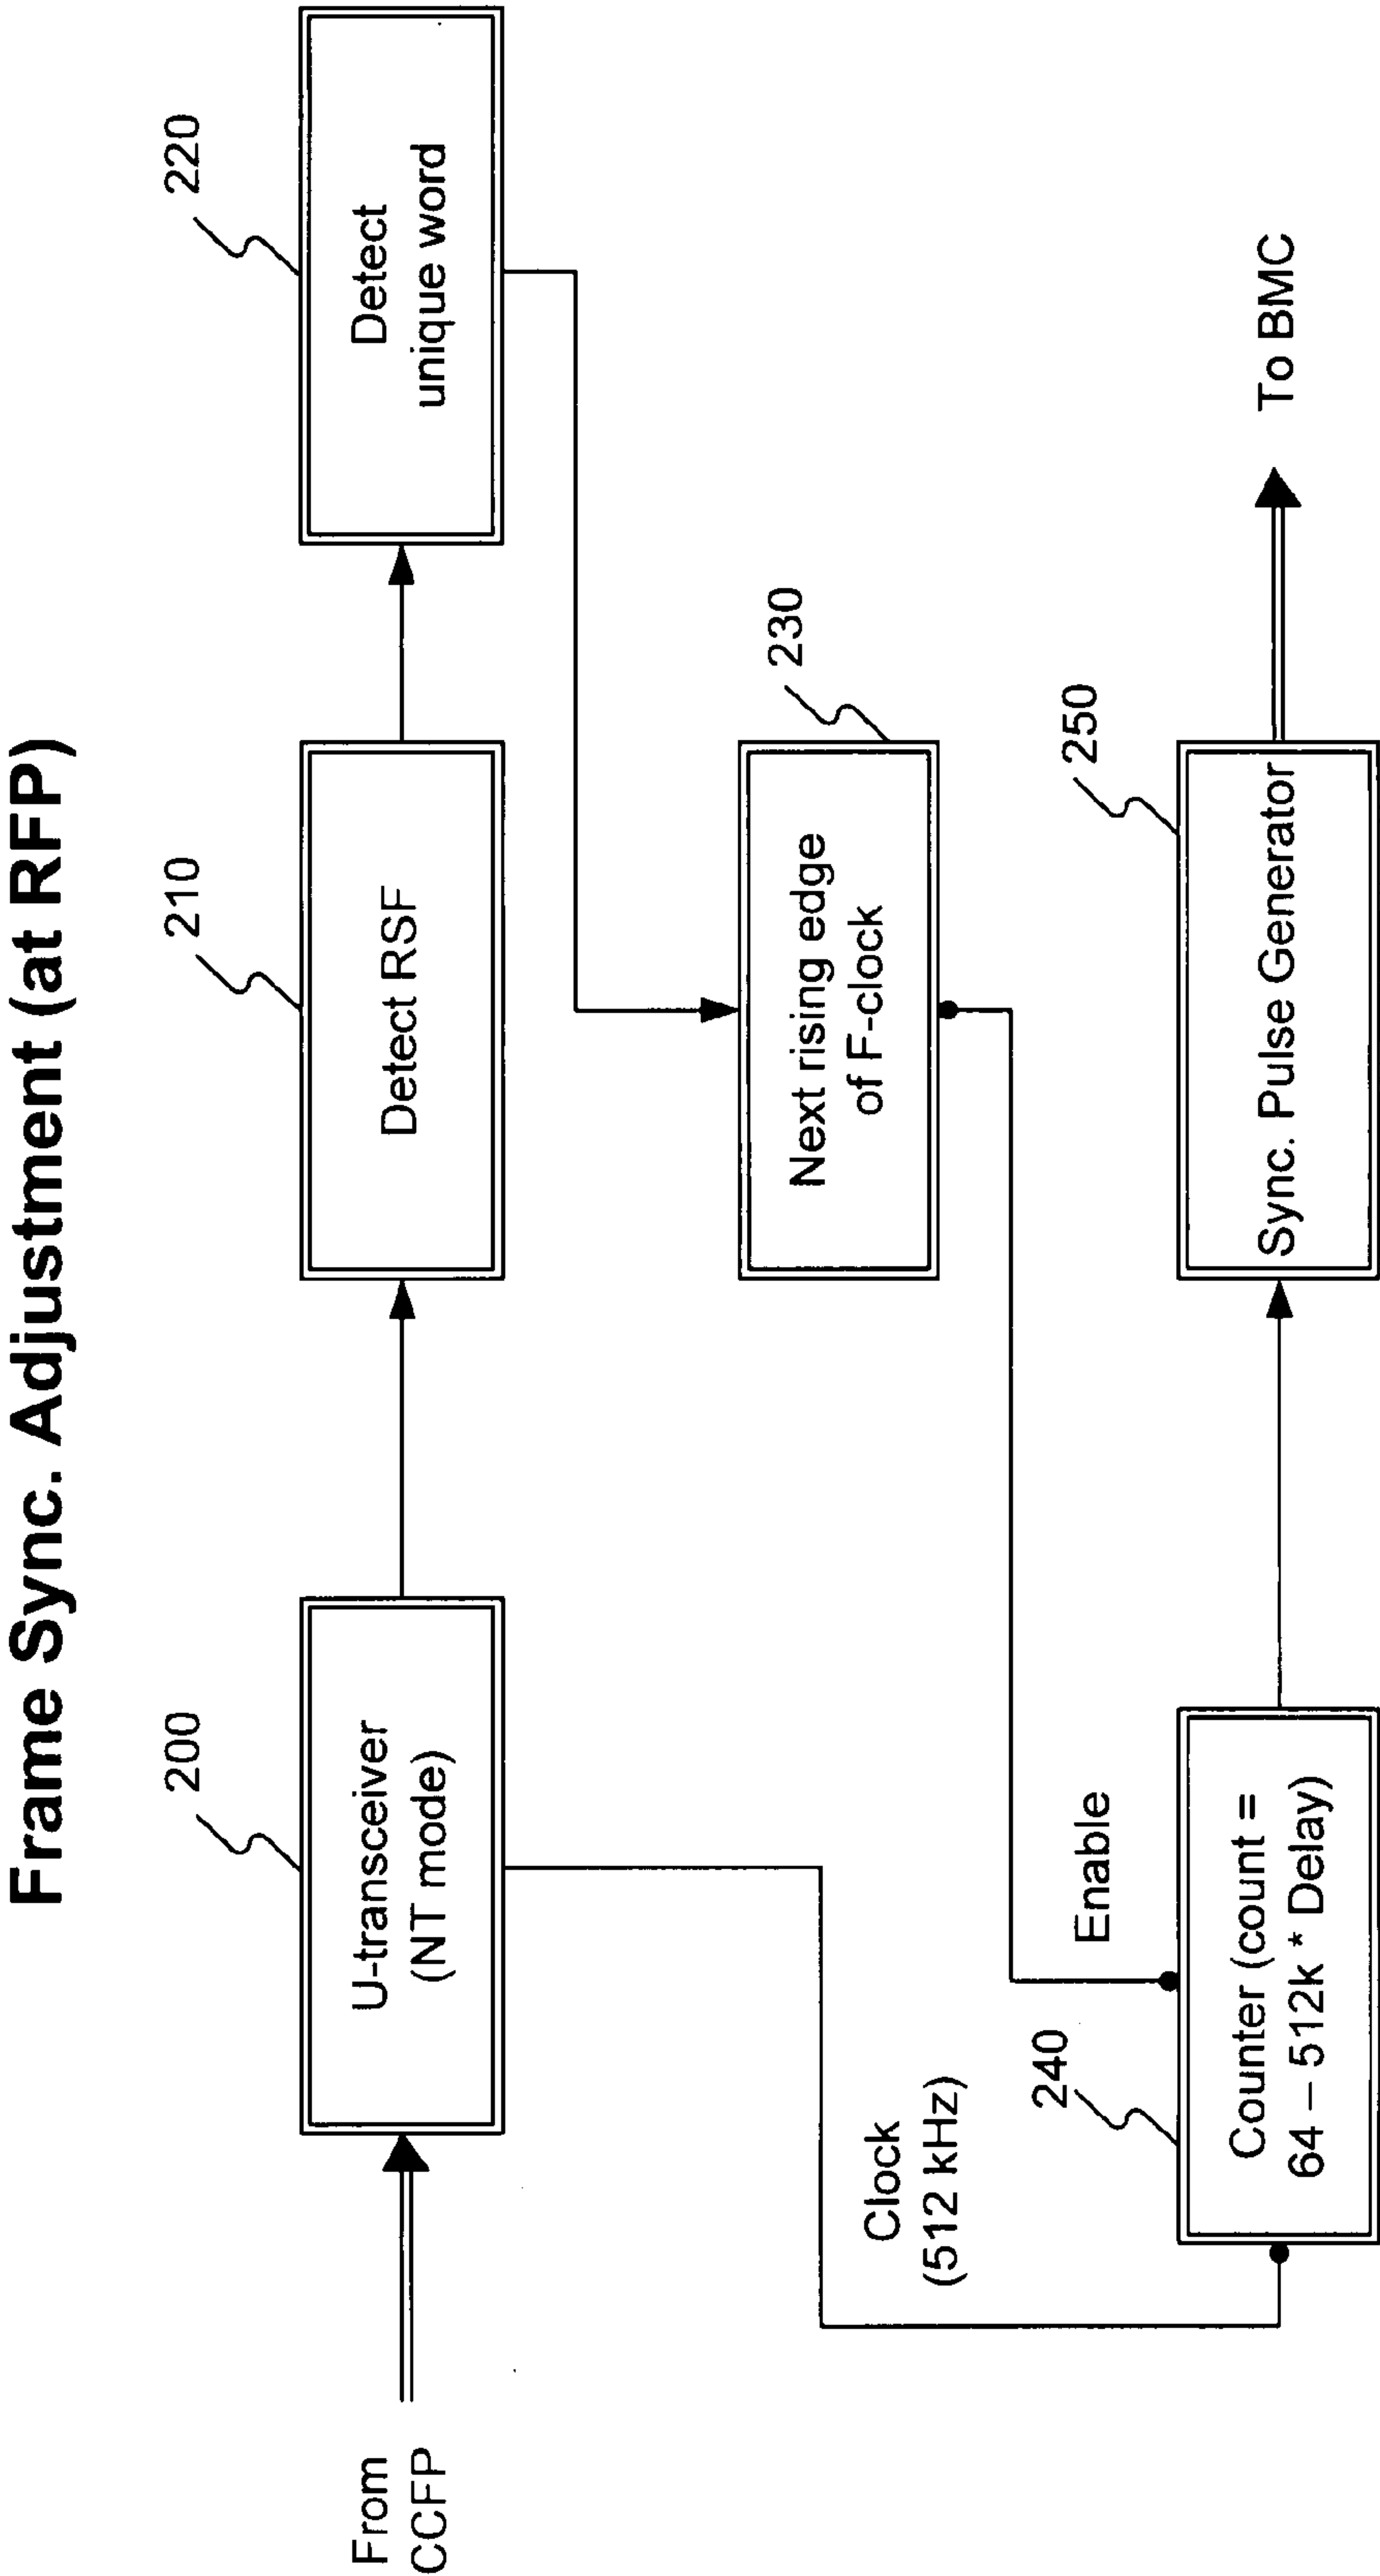 Frame Sync. Adjustment (at RFP)
200
210
220
From
CCFP
U-transceiver
(NT mode)
Detect RSF
Detect
unique word
230
Next rising edge
of F-clock
Clock
(512 kHz)
Enable
240
250
Counter (count =
64 – 512k * Delay)
Sync. Pulse Generator
To BMC